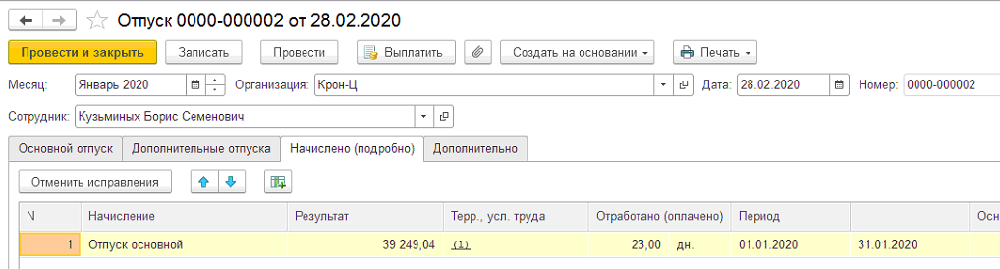 Отпуск 0000-000002 от 28.02.2020
Провести и закрыть Записать Провести Выплатить Создать на основании Печать
Месяц: Январь 2020 Организация: Крон-Ц Дата: 28.02.2020 Номер: 0000-000002
Сотрудник: Кузьминых Борис Семенович
Основной отпуск Дополнительные отпуска Начислено (подробно) Дополнительно
Отменить исправления
N Начисление Результат Терр., усл. труда Отработано (оплачено) Период Осн
1 Отпуск основной 39 249,04 (1) 23,00 дн. 01.01.2020 31.01.2020